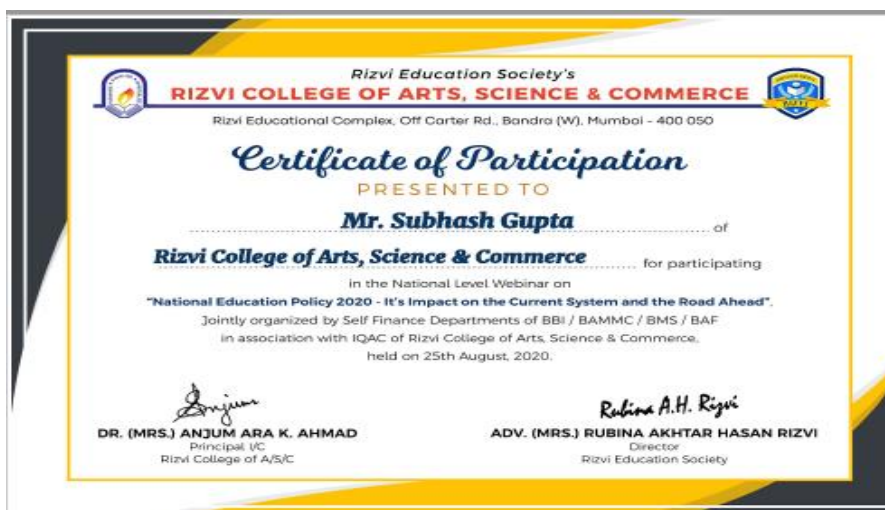 Rizvi Education Society's
RIZVI COLLEGE OF ARTS, SCIENCE & COMMERCE
Rizvi Educational Complex, Off Carter Rd., Bandra (W), Mumbai - 400 050
Certificate of Participation
PRESENTED TO
Mr. Subhash Gupta of
Rizvi College of Arts, Science & Commerce for participating
in the National Level Webinar on
"National Education Policy 2020 - It's Impact on the Current System and the Road Ahead".
Jointly organized by Self Finance Departments of BBI / BAMMC / BMS / BAF
in association with IQAC of Rizvi College of Arts, Science & Commerce,
held on 25th August, 2020.
Anjum
Rubina A.H. Rizvi
DR. (MRS.) ANJUM ARA K. AHMAD
Principal I/C
Rizvi College of A/S/C
ADV. (MRS.) RUBINA AKHTAR HASAN RIZVI
Director
Rizvi Education Society